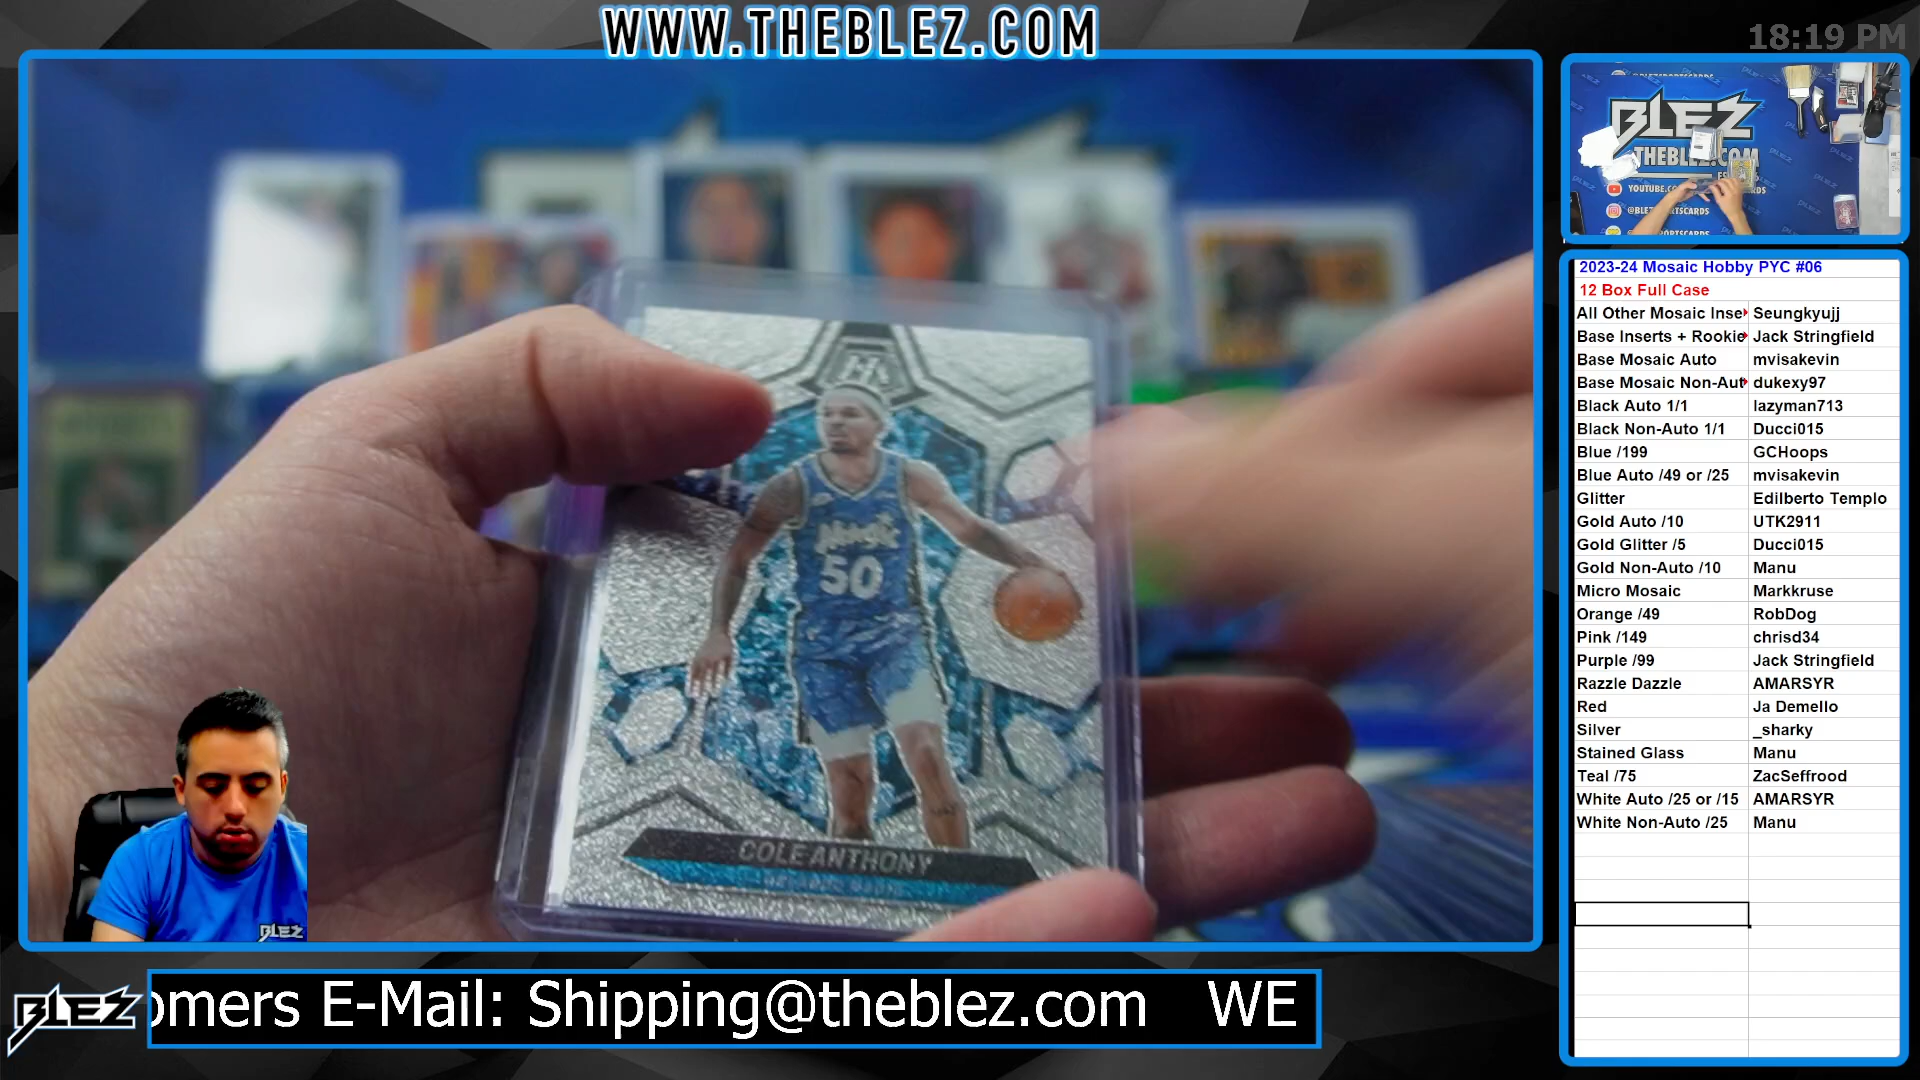 WWW.THEBLEZ.COM
18:19 PM
BLEZ
THEBLEZ.COM
YOUTUBE.CO
@BLEZSPORTSCARDS
Magic
50
COLE ANTHONY
BLEZ
2023-24 Mosaic Hobby PYC #06
12 Box Full Case
All Other Mosaic Inse Seungkyujj
Base Inserts + Rookie Jack Stringfield
Base Mosaic Auto mvisakevin
Base Mosaic Non-Aut dukexy97
Black Auto 1/1 lazyman713
Black Non-Auto 1/1 Ducci015
Blue /199 GCHoops
Blue Auto /49 or /25 mvisakevin
Glitter Edilberto Templo
Gold Auto /10 UTK2911
Gold Glitter /5 Ducci015
Gold Non-Auto /10 Manu
Micro Mosaic Markkruse
Orange /49 RobDog
Pink /149 chrisd34
Purple /99 Jack Stringfield
Razzle Dazzle AMARSYR
Red Ja Demello
Silver _sharky
Stained Glass Manu
Teal /75 ZacSeffrood
White Auto /25 or /15 AMARSYR
White Non-Auto /25 Manu
BLEZ
omers E-Mail: Shipping@theblez.com WE